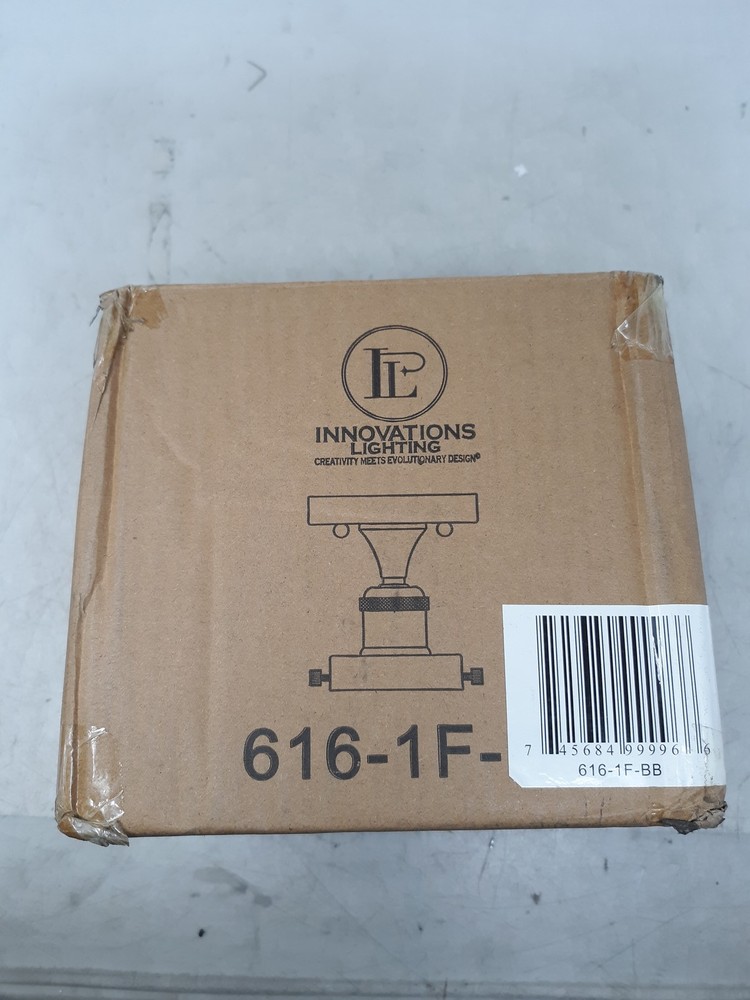 IL
INNOVATIONS
LIGHTING
CREATIVITY MEETS EVOLUTIONARY DESIGN®
616-1F-
7 45684 99996 6
616-1F-BB